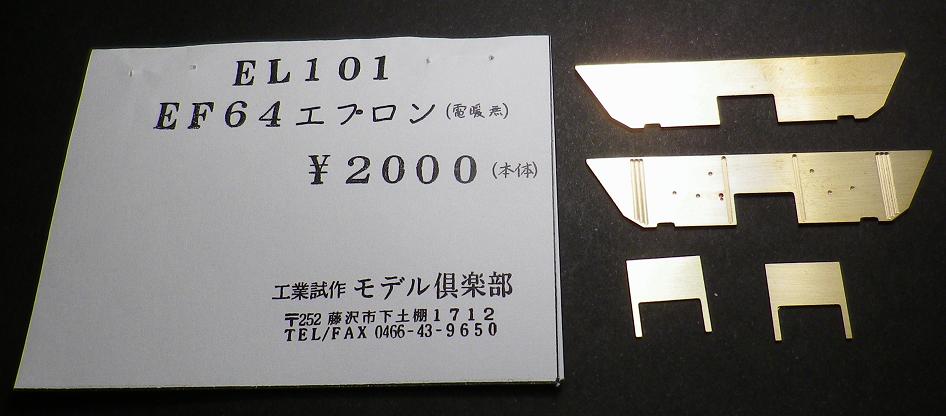 EL101
EF64エプロン(電暖無)
¥2000(本体)
工業試作 モデル倶楽部
〒252 藤沢市下土棚1712
TEL/FAX 0466-43-9650